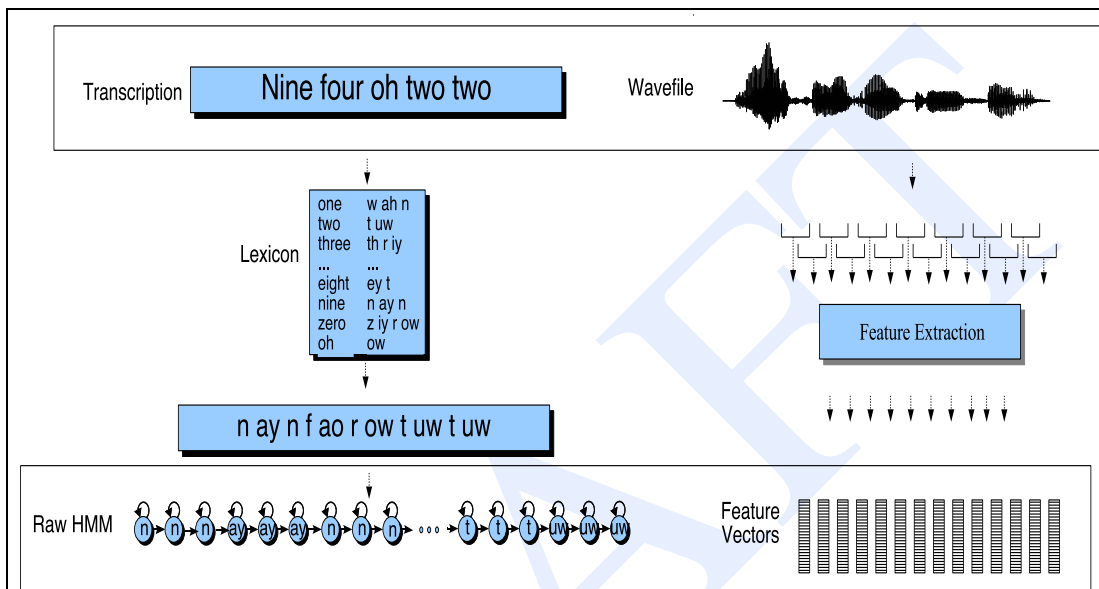 Transcription
Nine four oh two two
Wavefile
Lexicon
one w ah n
two t uw
three th r iy
... ...
eight ey t
nine n ay n
zero z iy r ow
oh ow
Feature Extraction
n ay n f ao r ow t uw t uw
Raw HMM
n n n ay ay ay n n n t t t uw uw uw
Feature
Vectors
AFT